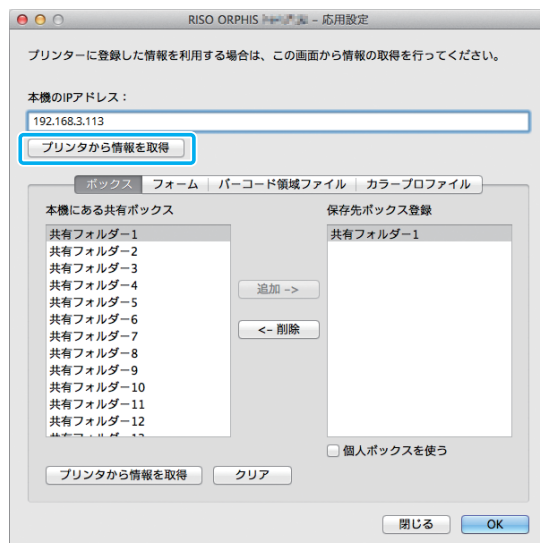 RISO ORPHIS – 応用設定
プリンターに登録した情報を利用する場合は、この画面から情報の取得を行ってください。
本機のIPアドレス：
192.168.3.113
プリンタから情報を取得
ボックス フォーム バーコード領域ファイル カラープロファイル
本機にある共有ボックス 保存先ボックス登録
共有フォルダー1 共有フォルダー1
共有フォルダー2
共有フォルダー3
共有フォルダー4
追加 ->
共有フォルダー5
共有フォルダー6
<- 削除
共有フォルダー7
共有フォルダー8
共有フォルダー9
共有フォルダー10
共有フォルダー11
共有フォルダー12
個人ボックスを使う
プリンタから情報を取得 クリア
閉じる OK